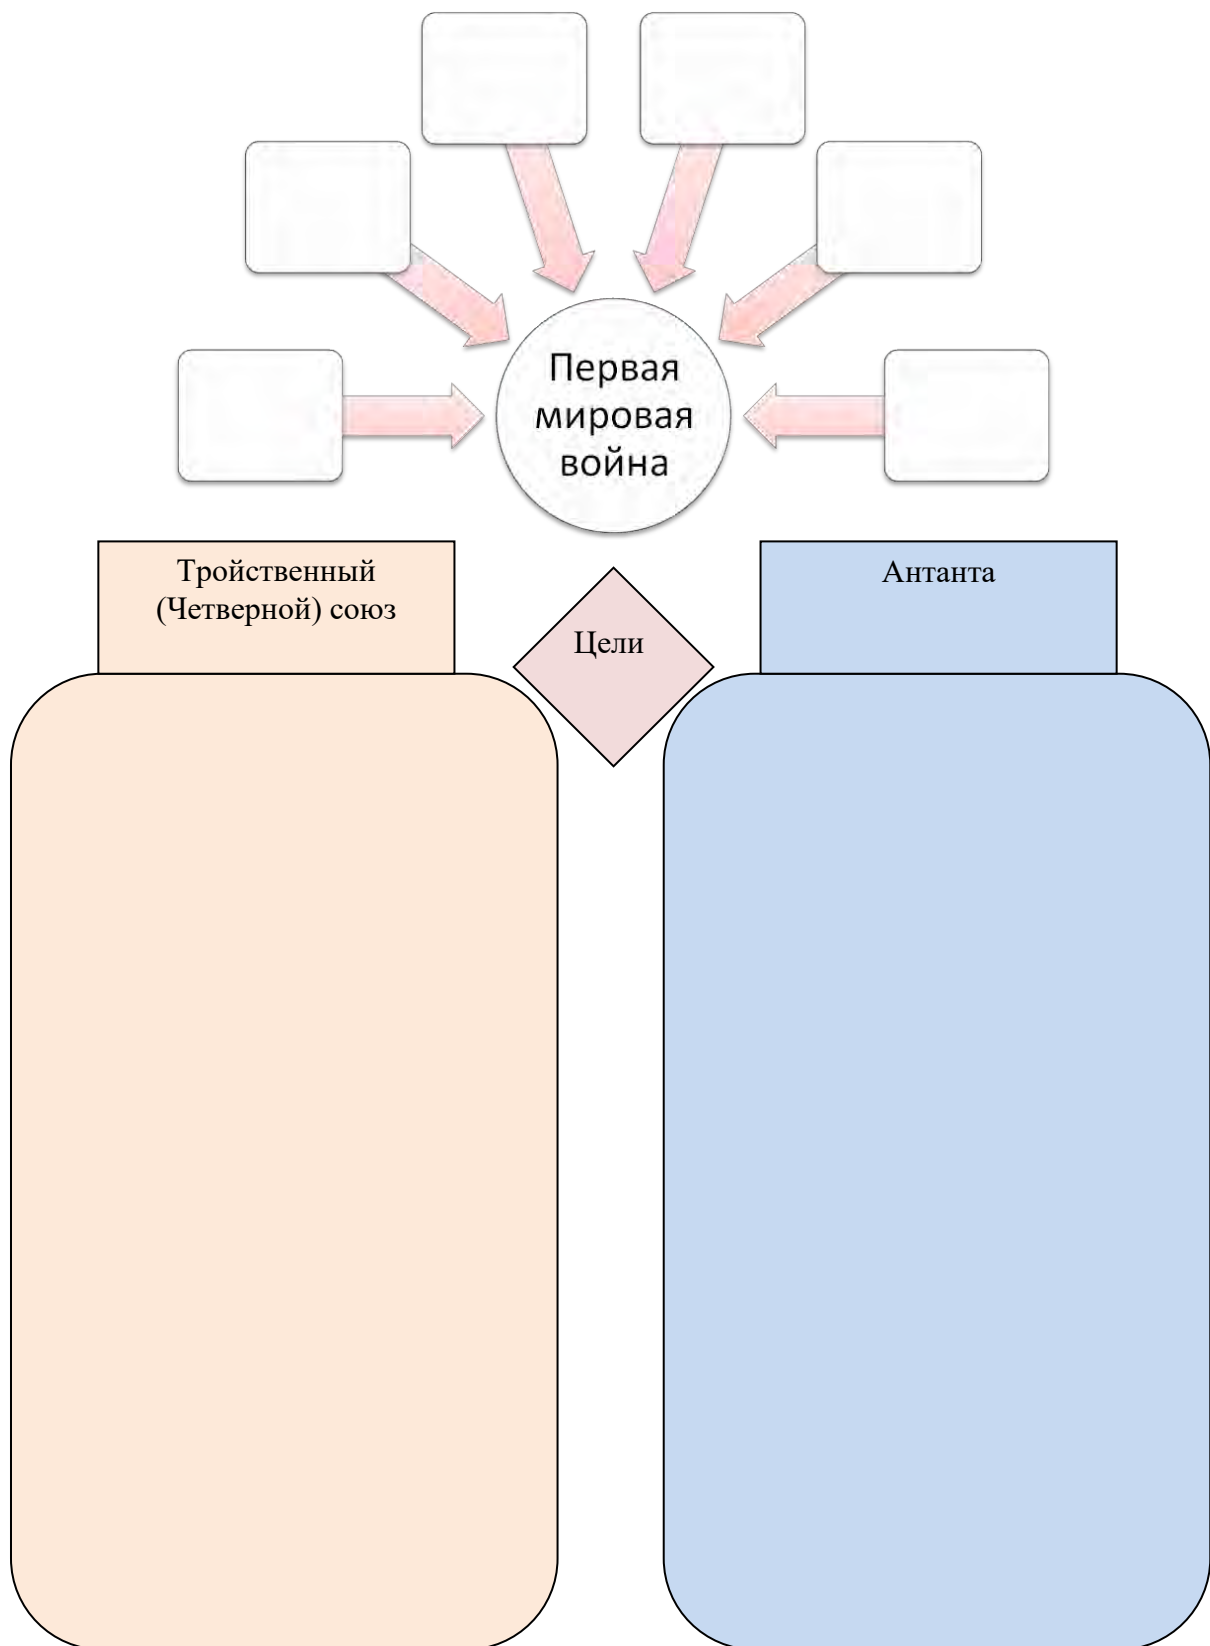 Первая
мировая
война
Тройственный
(Четверной) союз
Цели
Антанта